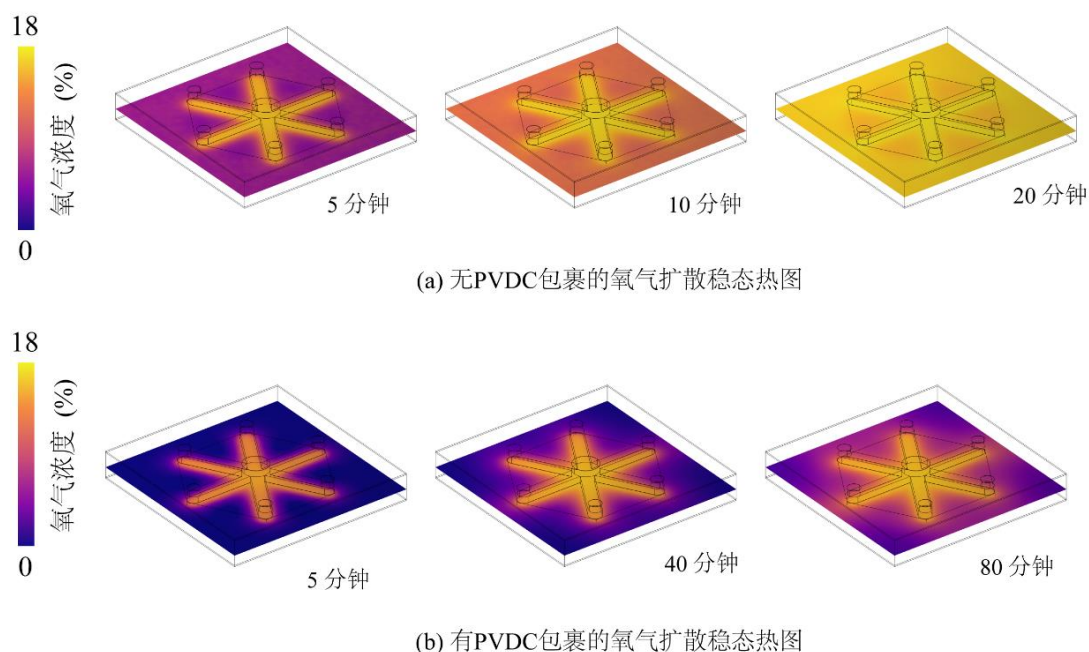 18
氧气浓度 (%)
0
5 分钟
10 分钟
20 分钟
(a) 无PVDC包裹的氧气扩散稳态热图
18
氧气浓度 (%)
0
5 分钟
40 分钟
80 分钟
(b) 有PVDC包裹的氧气扩散稳态热图